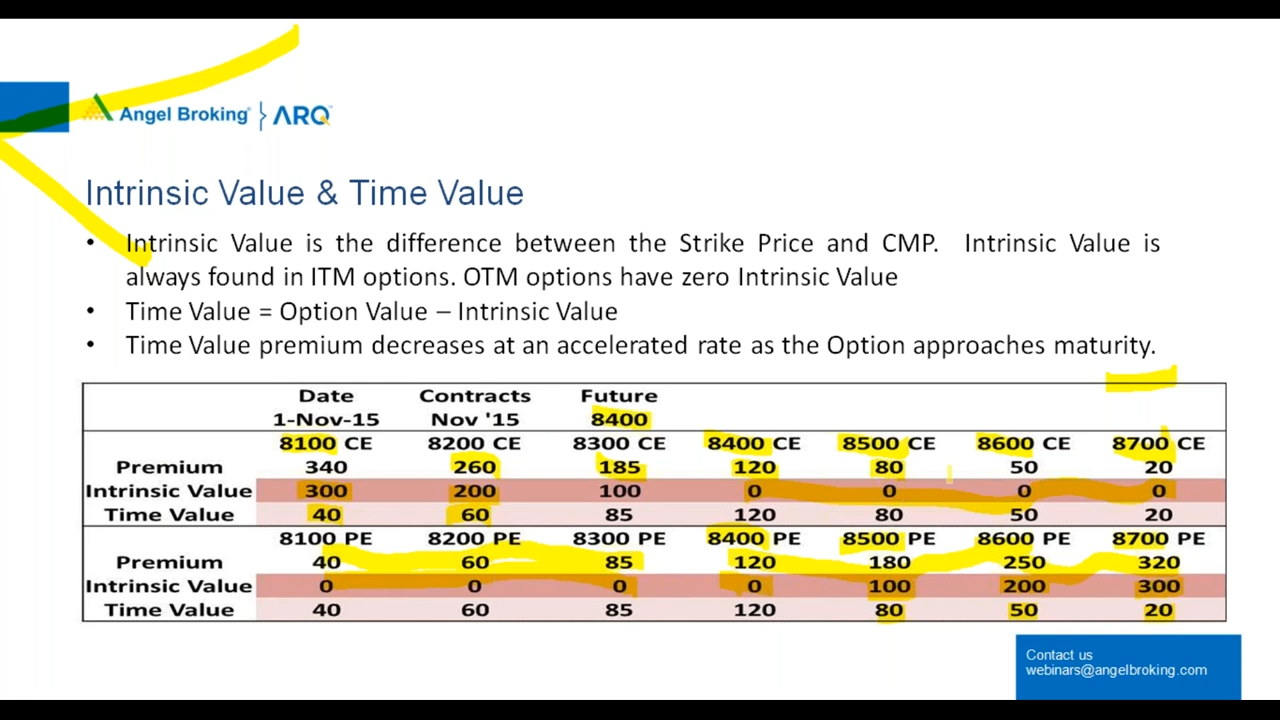 Angel Broking ARQ
Intrinsic Value & Time Value
• Intrinsic Value is the difference between the Strike Price and CMP. Intrinsic Value is
always found in ITM options. OTM options have zero Intrinsic Value
• Time Value = Option Value – Intrinsic Value
• Time Value premium decreases at an accelerated rate as the Option approaches maturity.
Date Contracts Future
1-Nov-15 Nov '15 8400
8100 CE 8200 CE 8300 CE 8400 CE 8500 CE 8600 CE 8700 CE
Premium 340 260 185 120 80 50 20
Intrinsic Value 300 200 100 0 0 0 0
Time Value 40 60 85 120 80 50 20
8100 PE 8200 PE 8300 PE 8400 PE 8500 PE 8600 PE 8700 PE
Premium 40 60 85 120 180 250 320
Intrinsic Value 0 0 0 0 100 200 300
Time Value 40 60 85 120 80 50 20
Contact us
webinars@angelbroking.com